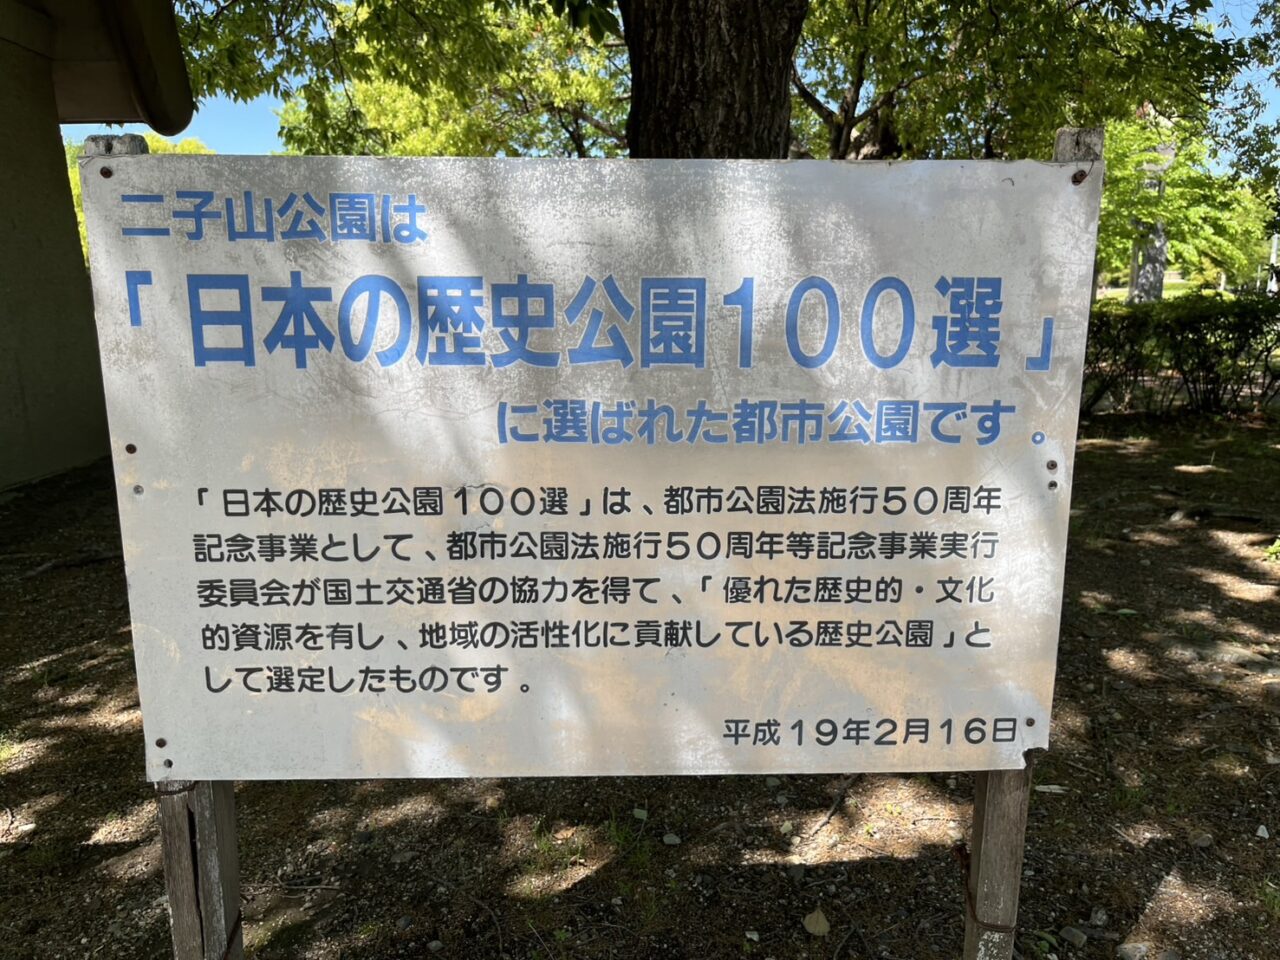 二子山公園は
「日本の歴史公園１００選」
に選ばれた都市公園です。
「日本の歴史公園１００選」は、都市公園法施行５０周年
記念事業として、都市公園法施行５０周年等記念事業実行
委員会が国土交通省の協力を得て、「優れた歴史的・文化
的資源を有し、地域の活性化に貢献している歴史公園」と
して選定したものです。
平成１９年２月１６日